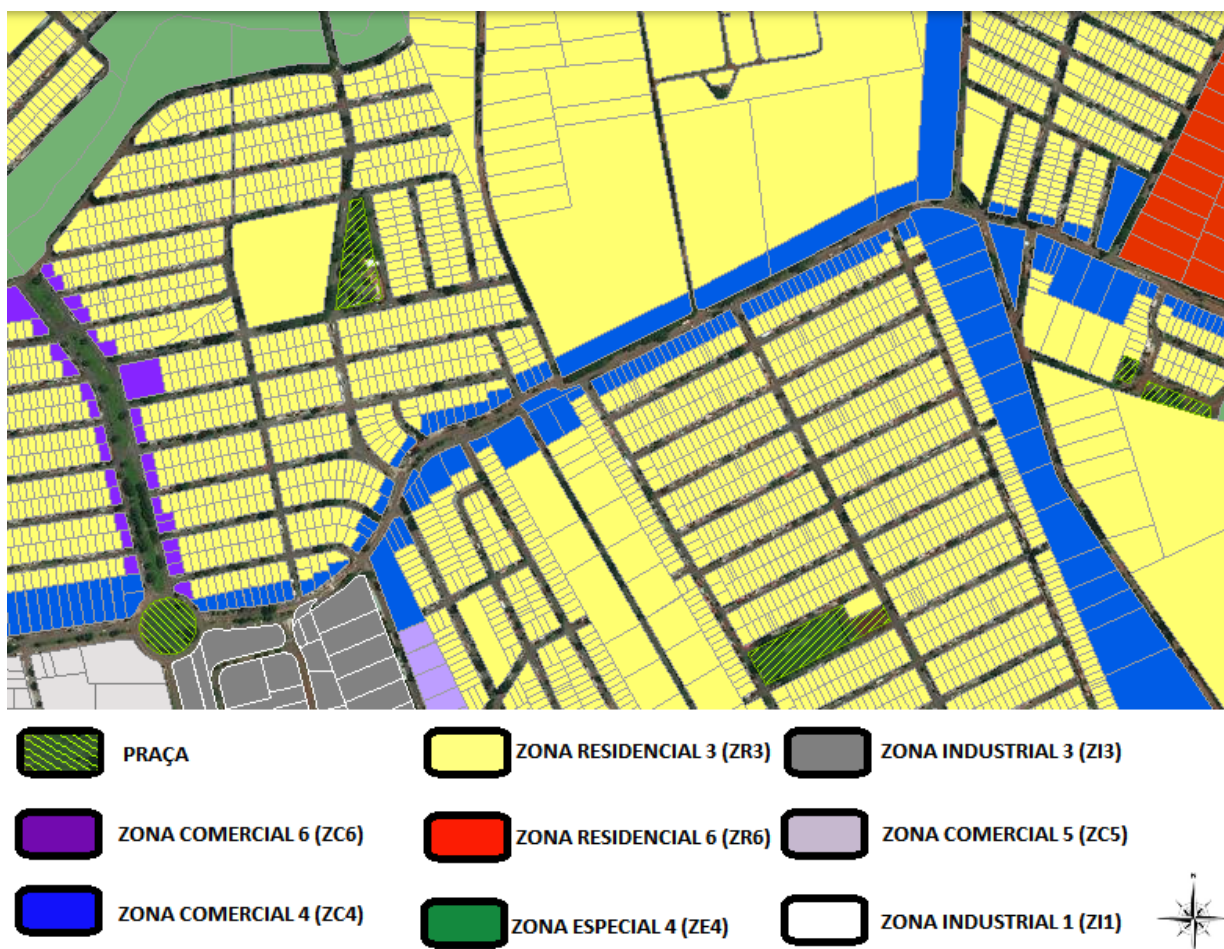 PRAÇA
ZONA RESIDENCIAL 3 (ZR3)
ZONA INDUSTRIAL 3 (ZI3)
ZONA COMERCIAL 6 (ZC6)
ZONA RESIDENCIAL 6 (ZR6)
ZONA COMERCIAL 5 (ZC5)
ZONA COMERCIAL 4 (ZC4)
ZONA ESPECIAL 4 (ZE4)
ZONA INDUSTRIAL 1 (ZI1)
N